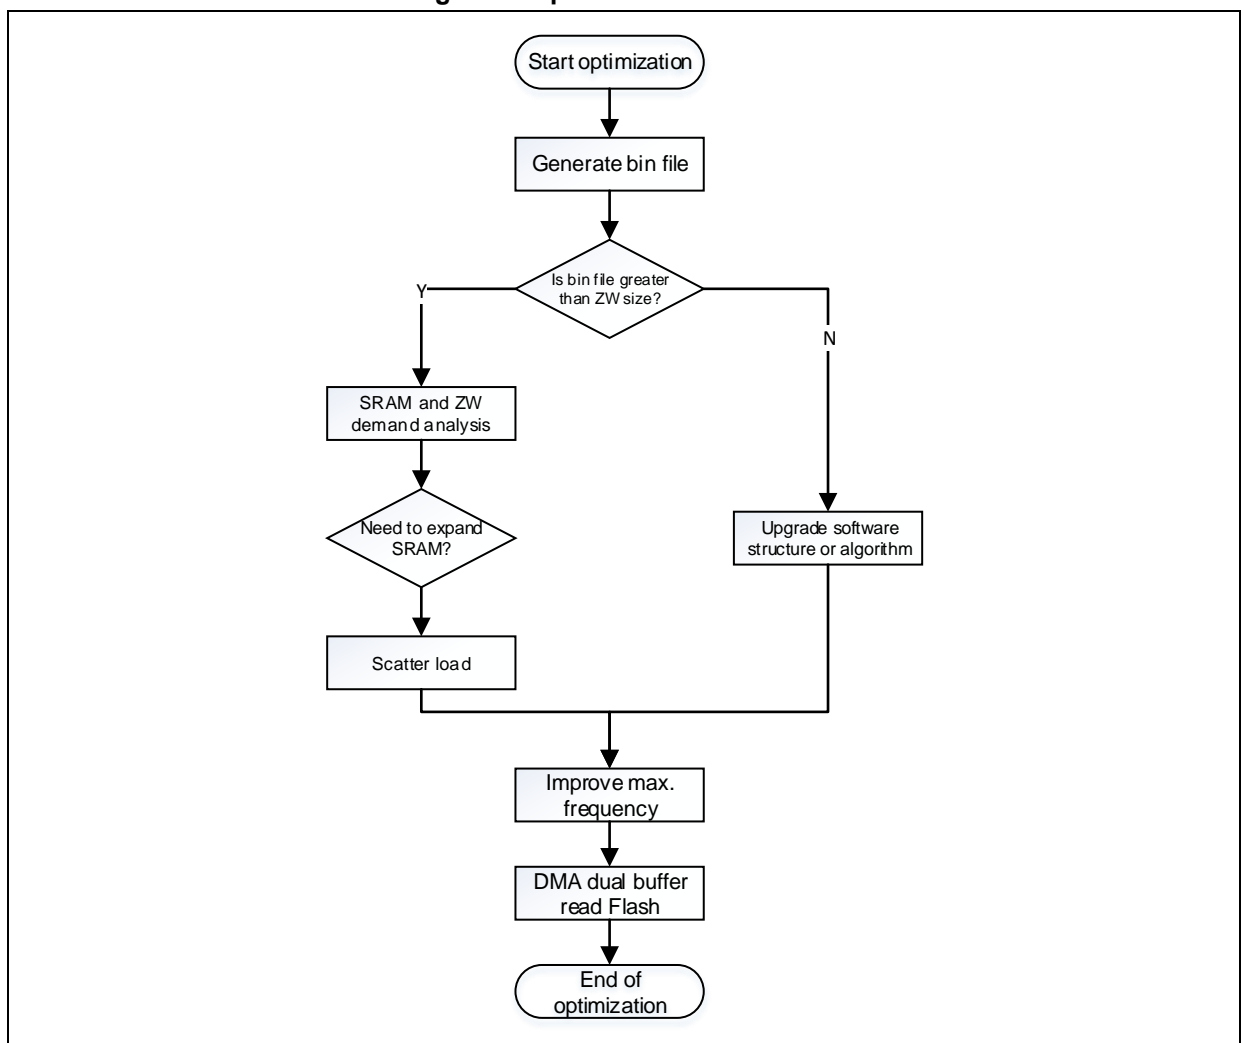 Start optimization
Generate bin file
Is bin file greater
than ZW size?
Y
N
SRAM and ZW
demand analysis
Need to expand
SRAM?
Upgrade software
structure or algorithm
Scatter load
Improve max.
frequency
DMA dual buffer
read Flash
End of
optimization